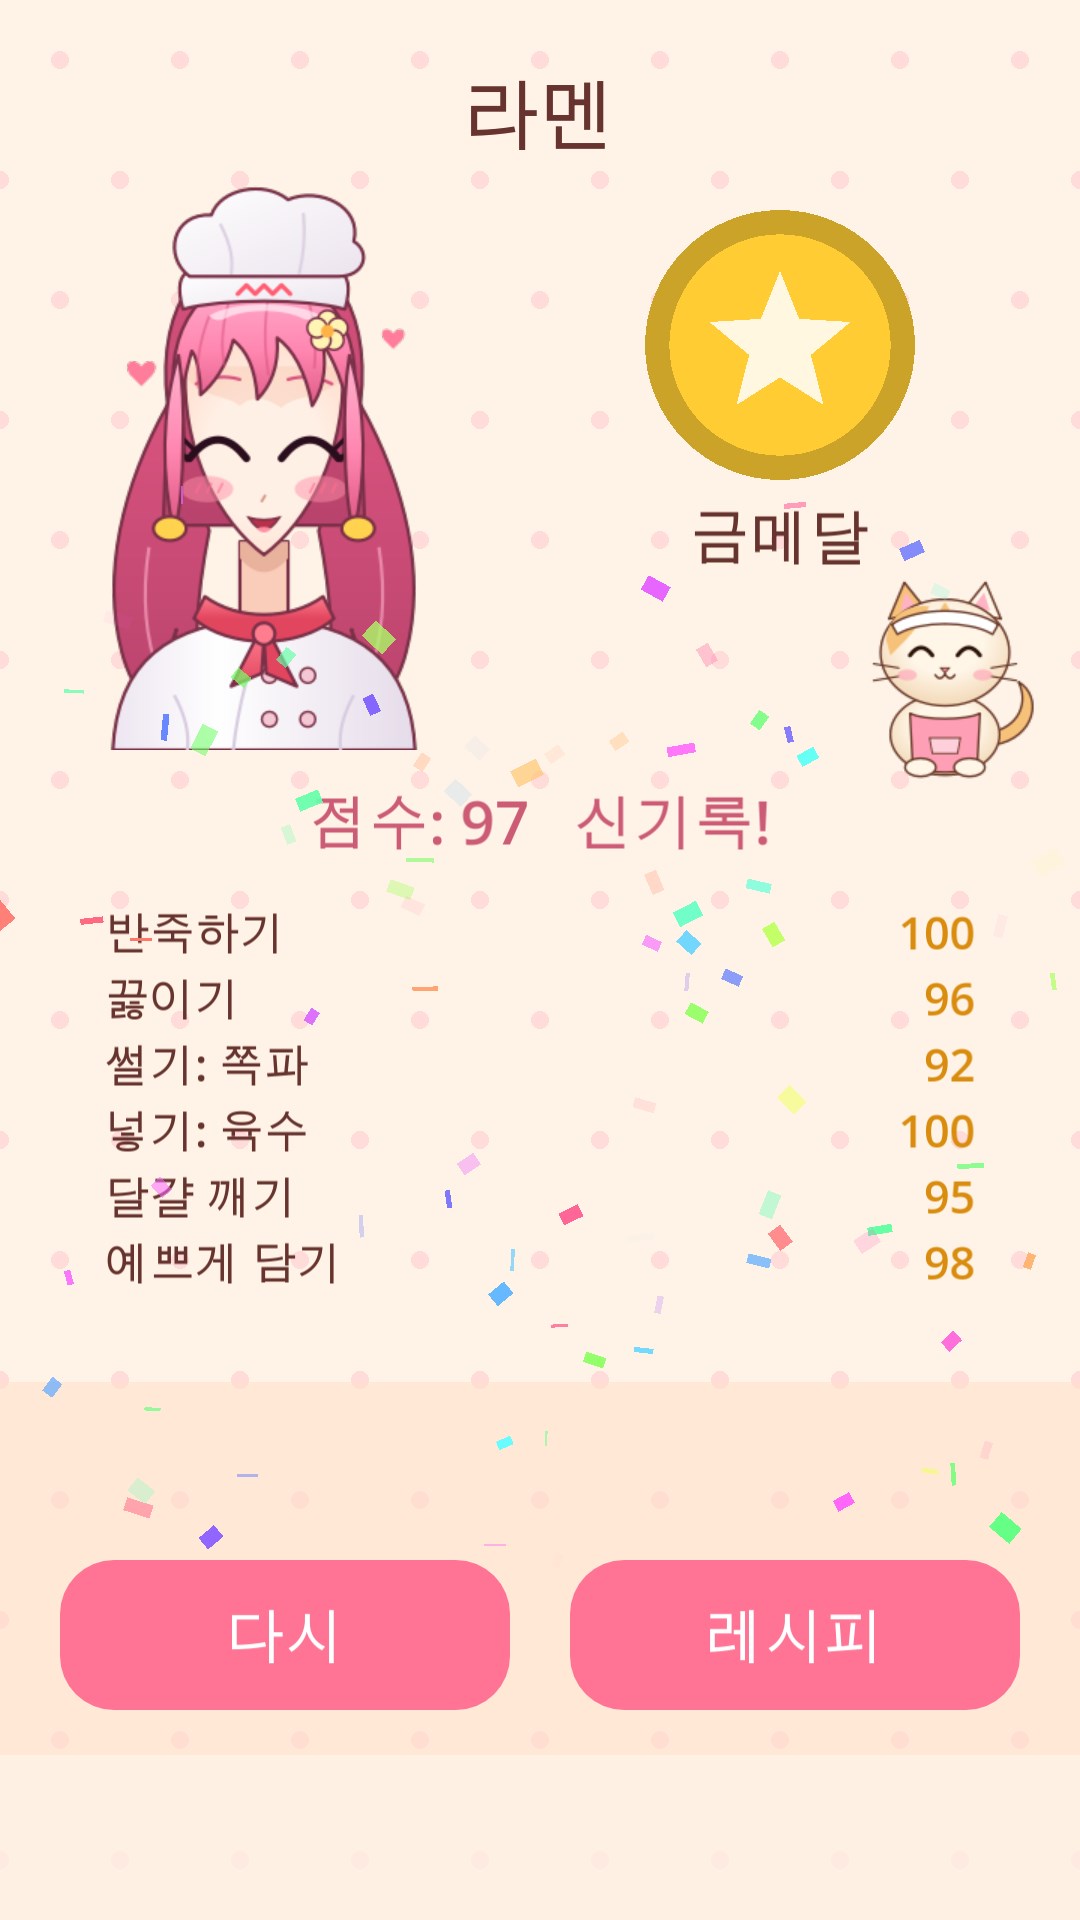 라멘
금메달
점수: 97 신기록!
반죽하기 100
끓이기 96
썰기: 쪽파 92
넣기: 육수 100
달걀 깨기 95
예쁘게 담기 98
다시
레시피